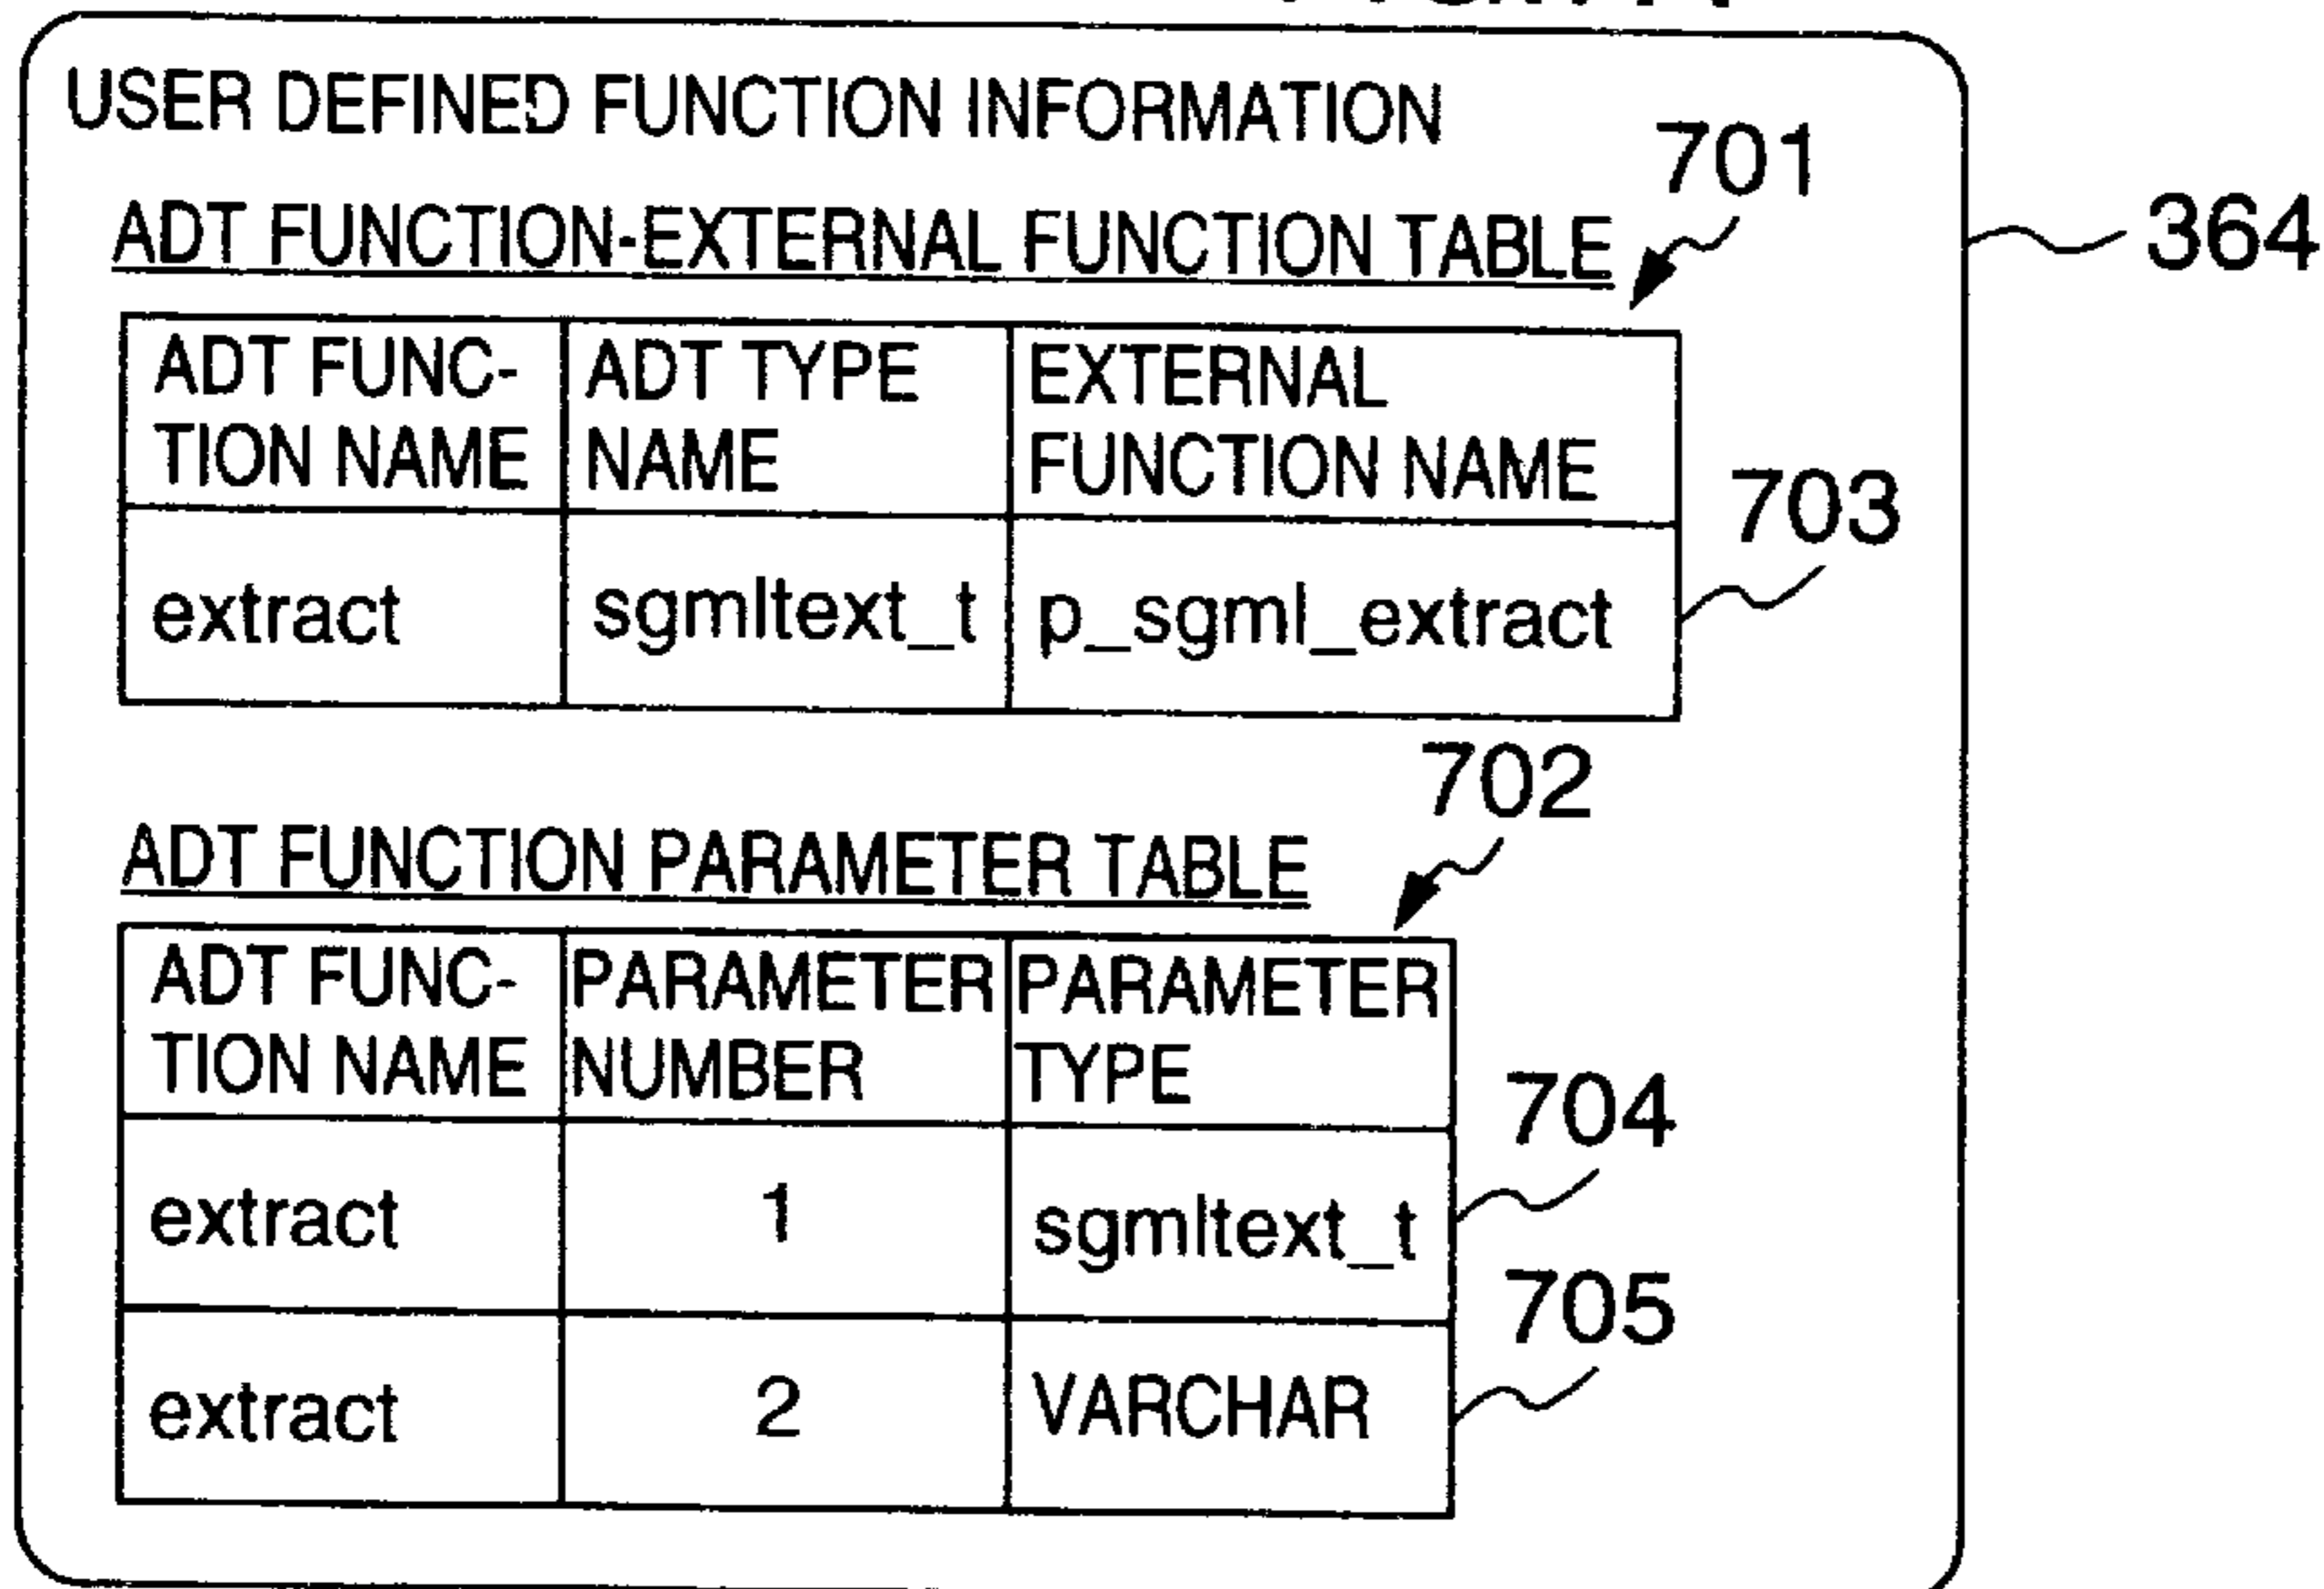 USER DEFINED FUNCTION INFORMATION
701
ADT FUNCTION-EXTERNAL FUNCTION TABLE
364
ADT FUNC- ADT TYPE EXTERNAL
TION NAME NAME FUNCTION NAME
703
extract sgmltext_t p_sgml_extract
702
ADT FUNCTION PARAMETER TABLE
ADT FUNC- PARAMETER PARAMETER
TION NAME NUMBER TYPE
704
extract 1 sgmltext_t
705
extract 2 VARCHAR